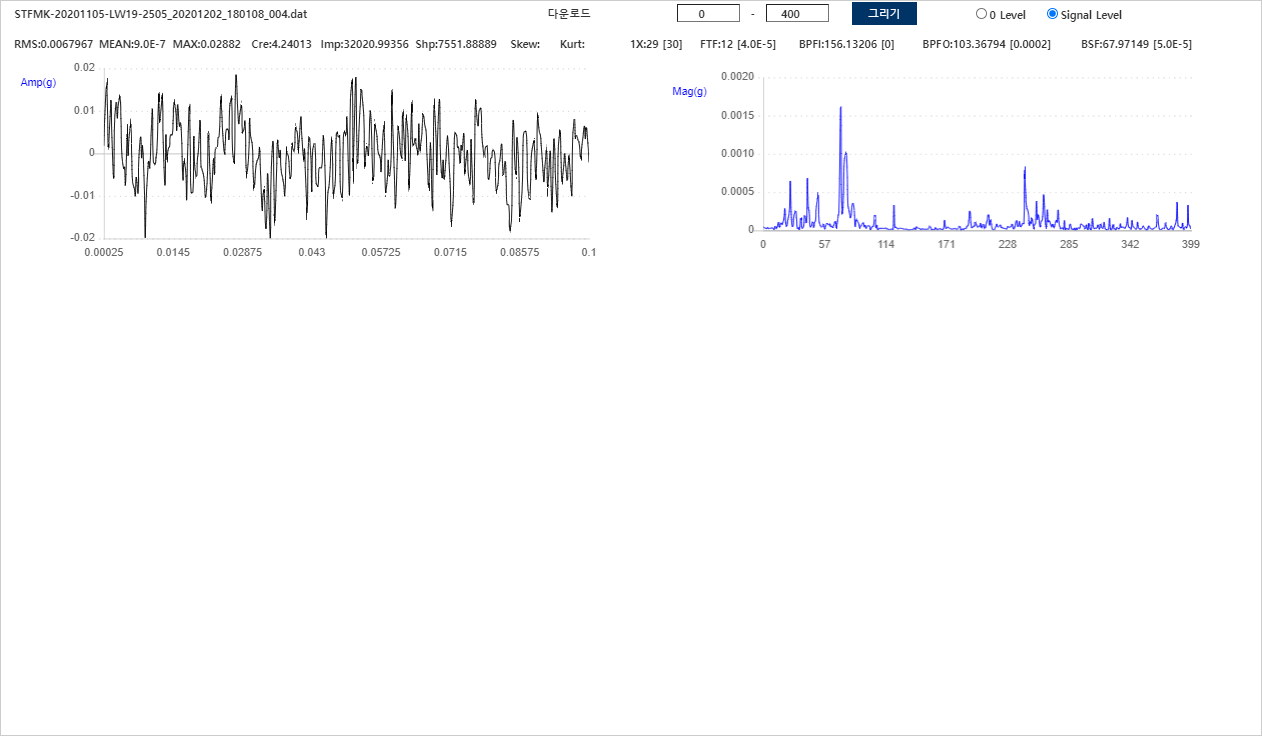 STFMK-20201105-LW19-2505_20201202_180108_004.dat 다운로드 0 - 400 그리기 0 Level Signal Level
RMS:0.0067967 MEAN:9.0E-7 MAX:0.02882 Cre:4.24013 Imp:32020.99356 Shp:7551.88889 Skew: Kurt: 1X:29 [30] FTF:12 [4.0E-5] BPFI:156.13206 [0] BPFO:103.36794 [0.0002] BSF:67.97149 [5.0E-5]
Amp(g)
0.02
0.01
0
-0.01
-0.02
0.00025 0.0145 0.02875 0.043 0.05725 0.0715 0.08575 0.1
Mag(g)
0.0020
0.0015
0.0010
0.0005
0
0 57 114 171 228 285 342 399